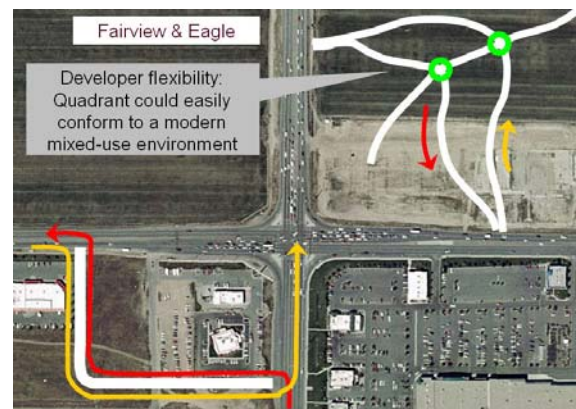 Fairview & Eagle
Developer flexibility:
Quadrant could easily
conform to a modern
mixed-use environment